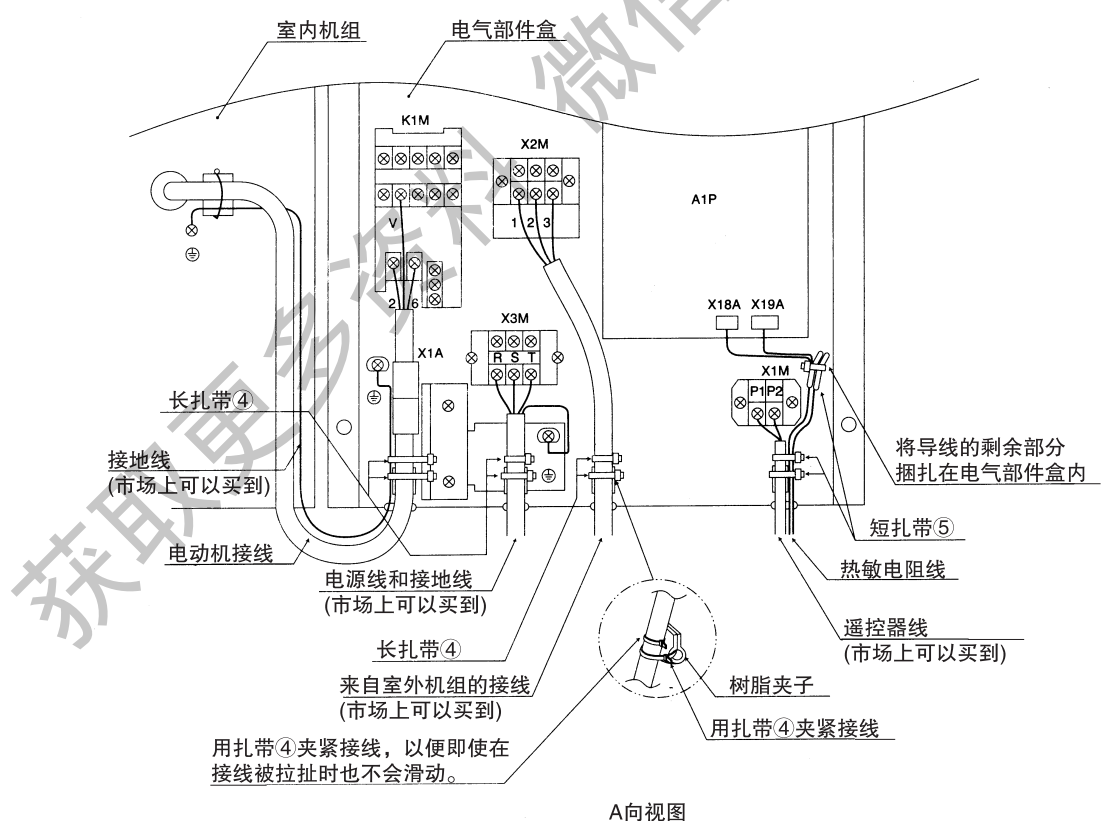 室内机组
电气部件盒
获取更多资料 微信
K1M
X2M
A1P
1 2 3
V
2 6
X18A X19A
X3M
R S T
X1A
X1M
P1 P2
长扎带④
接地线
(市场上可以买到)
将导线的剩余部分
捆扎在电气部件盒内
短扎带⑤
电动机接线
热敏电阻线
电源线和接地线
(市场上可以买到)
遥控器线
(市场上可以买到)
长扎带④
来自室外机组的接线
(市场上可以买到)
树脂夹子
用扎带④夹紧接线
用扎带④夹紧接线，以便即使在
接线被拉扯时也不会滑动。
A向视图